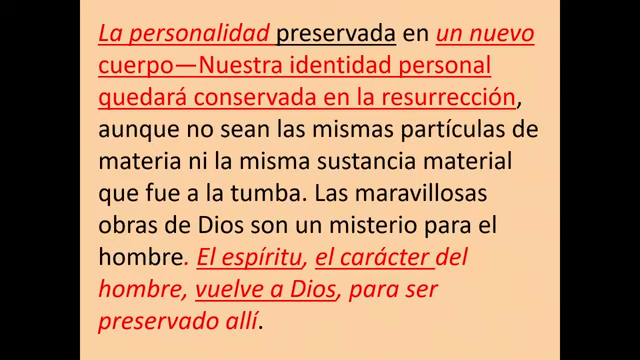 La personalidad preservada en un nuevo
cuerpo—Nuestra identidad personal
quedará conservada en la resurrección,
aunque no sean las mismas partículas de
materia ni la misma sustancia material
que fue a la tumba. Las maravillosas
obras de Dios son un misterio para el
hombre. El espíritu, el carácter del
hombre, vuelve a Dios, para ser
preservado allí.